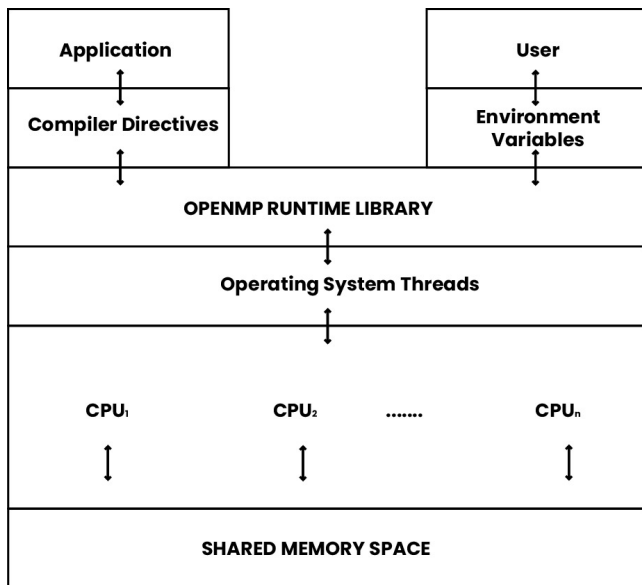 Application
User
Compiler Directives
Environment
Variables
OPENMP RUNTIME LIBRARY
Operating System Threads
CPU₁ CPU₂ ....... CPUₙ
SHARED MEMORY SPACE